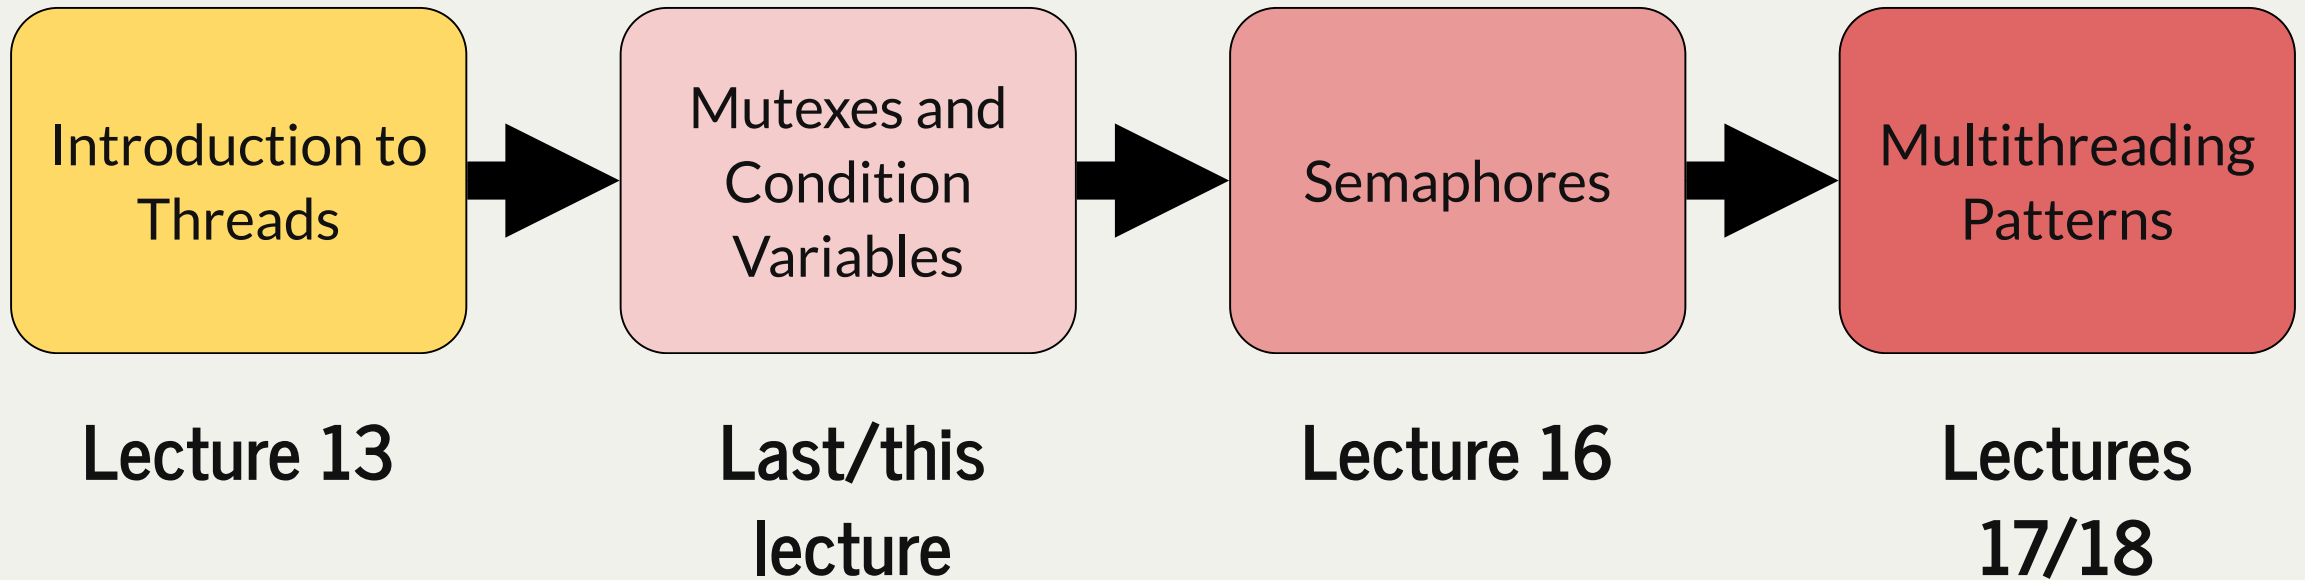 Introduction to
Threads
Mutexes and
Condition
Variables
Semaphores
Multithreading
Patterns
Lecture 13
Last/this
lecture
Lecture 16
Lectures
17/18